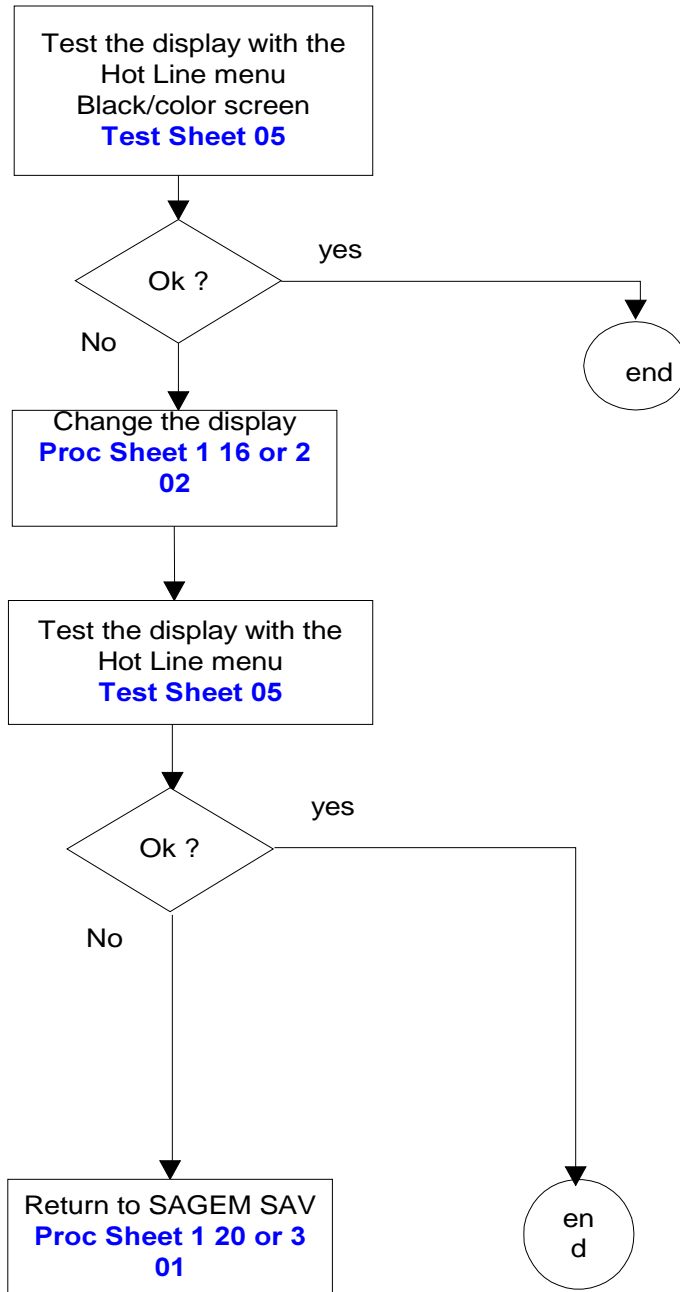 Test the display with the
Hot Line menu
Black/color screen
Test Sheet 05
Ok ?
yes
No
end
Change the display
Proc Sheet 1 16 or 2
02
Test the display with the
Hot Line menu
Test Sheet 05
Ok ?
yes
No
Return to SAGEM SAV
Proc Sheet 1 20 or 3
01
en
d